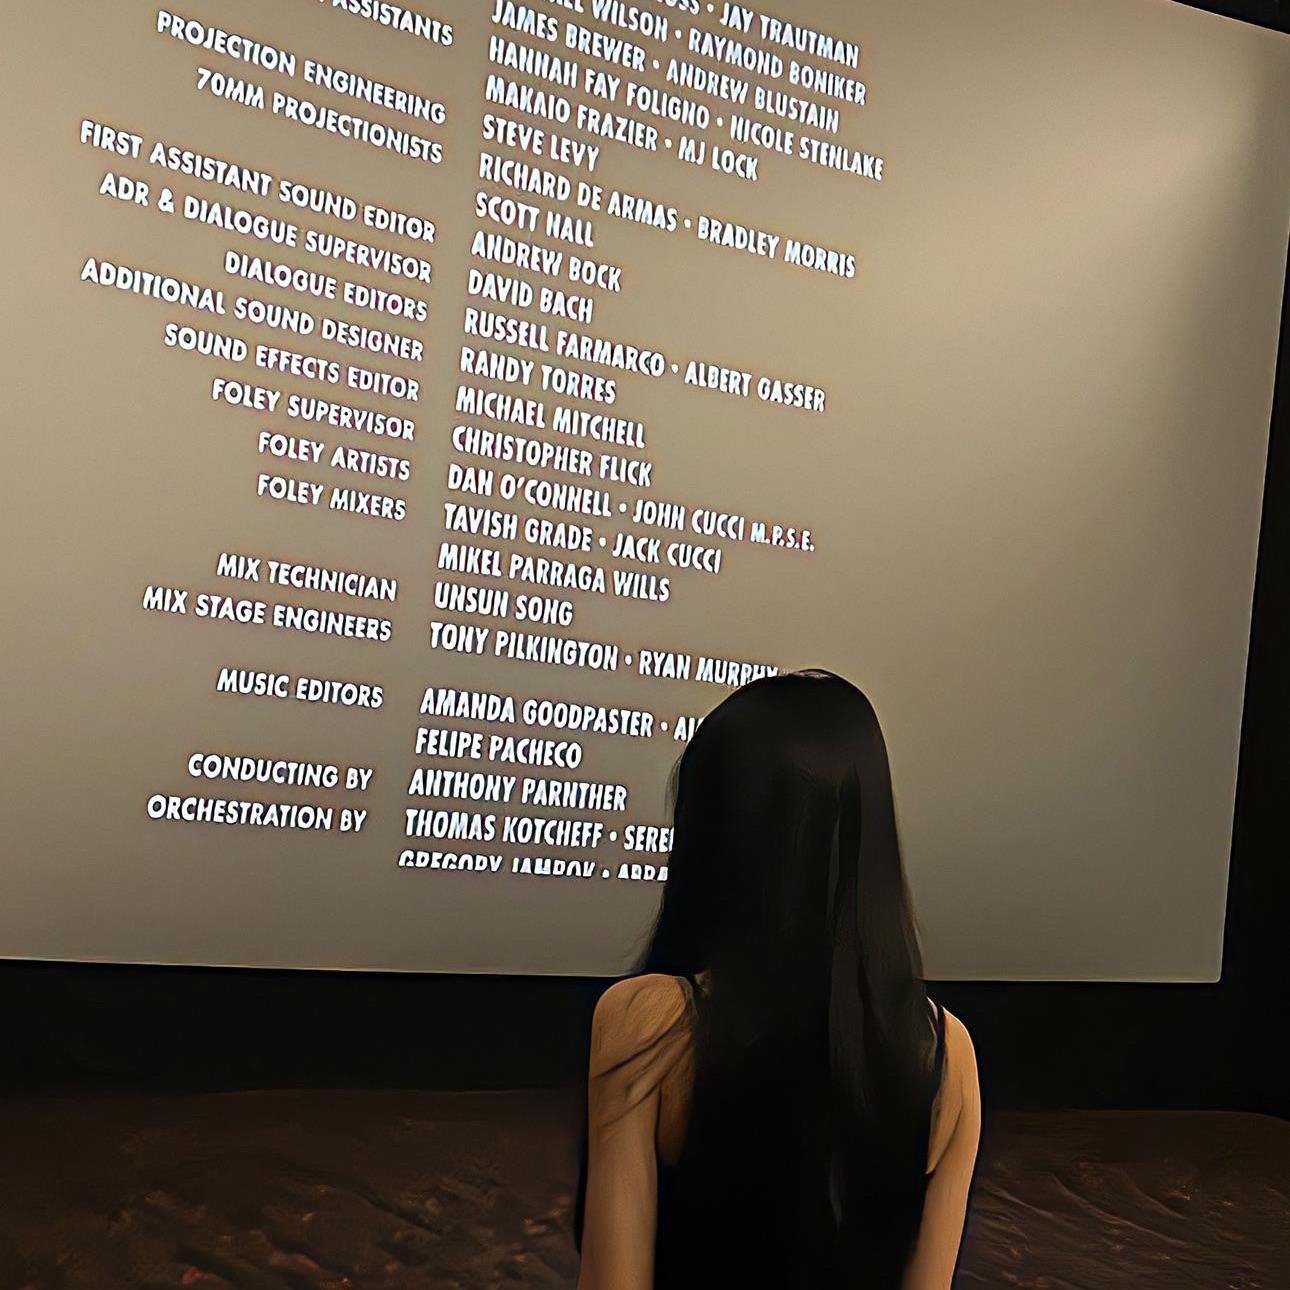 JAY TRAUTMAN
WILSON • RAYMOND BONIKER
JAMES BREWER • ANDREW BLUSTAIN
ASSISTANTS HANNAH FAY FOLIGNO • NICOLE STENLAKE
MAKAIO FRAZIER • MJ LOCK
PROJECTION ENGINEERING STEVE LEVY
70MM PROJECTIONISTS RICHARD DE ARMAS • BRADLEY MORRIS
SCOTT HALL
FIRST ASSISTANT SOUND EDITOR ANDREW BOCK
ADR & DIALOGUE SUPERVISOR DAVID BACH
DIALOGUE EDITORS RUSSELL FARMARCO • ALBERT GASSER
ADDITIONAL SOUND DESIGNER RANDY TORRES
SOUND EFFECTS EDITOR MICHAEL MITCHELL
FOLEY SUPERVISOR CHRISTOPHER FLICK
FOLEY ARTISTS DAN O'CONNELL • JOHN CUCCI M.P.S.E.
FOLEY MIXERS TAVISH GRADE • JACK CUCCI
MIKEL PARRAGA WILLS
MIX TECHNICIAN UNSUN SONG
MIX STAGE ENGINEERS TONY PILKINGTON • RYAN MURPHY
MUSIC EDITORS AMANDA GOODPASTER •
FELIPE PACHECO
CONDUCTING BY ANTHONY PARNTHER
ORCHESTRATION BY THOMAS KOTCHEFF •
GREGORY